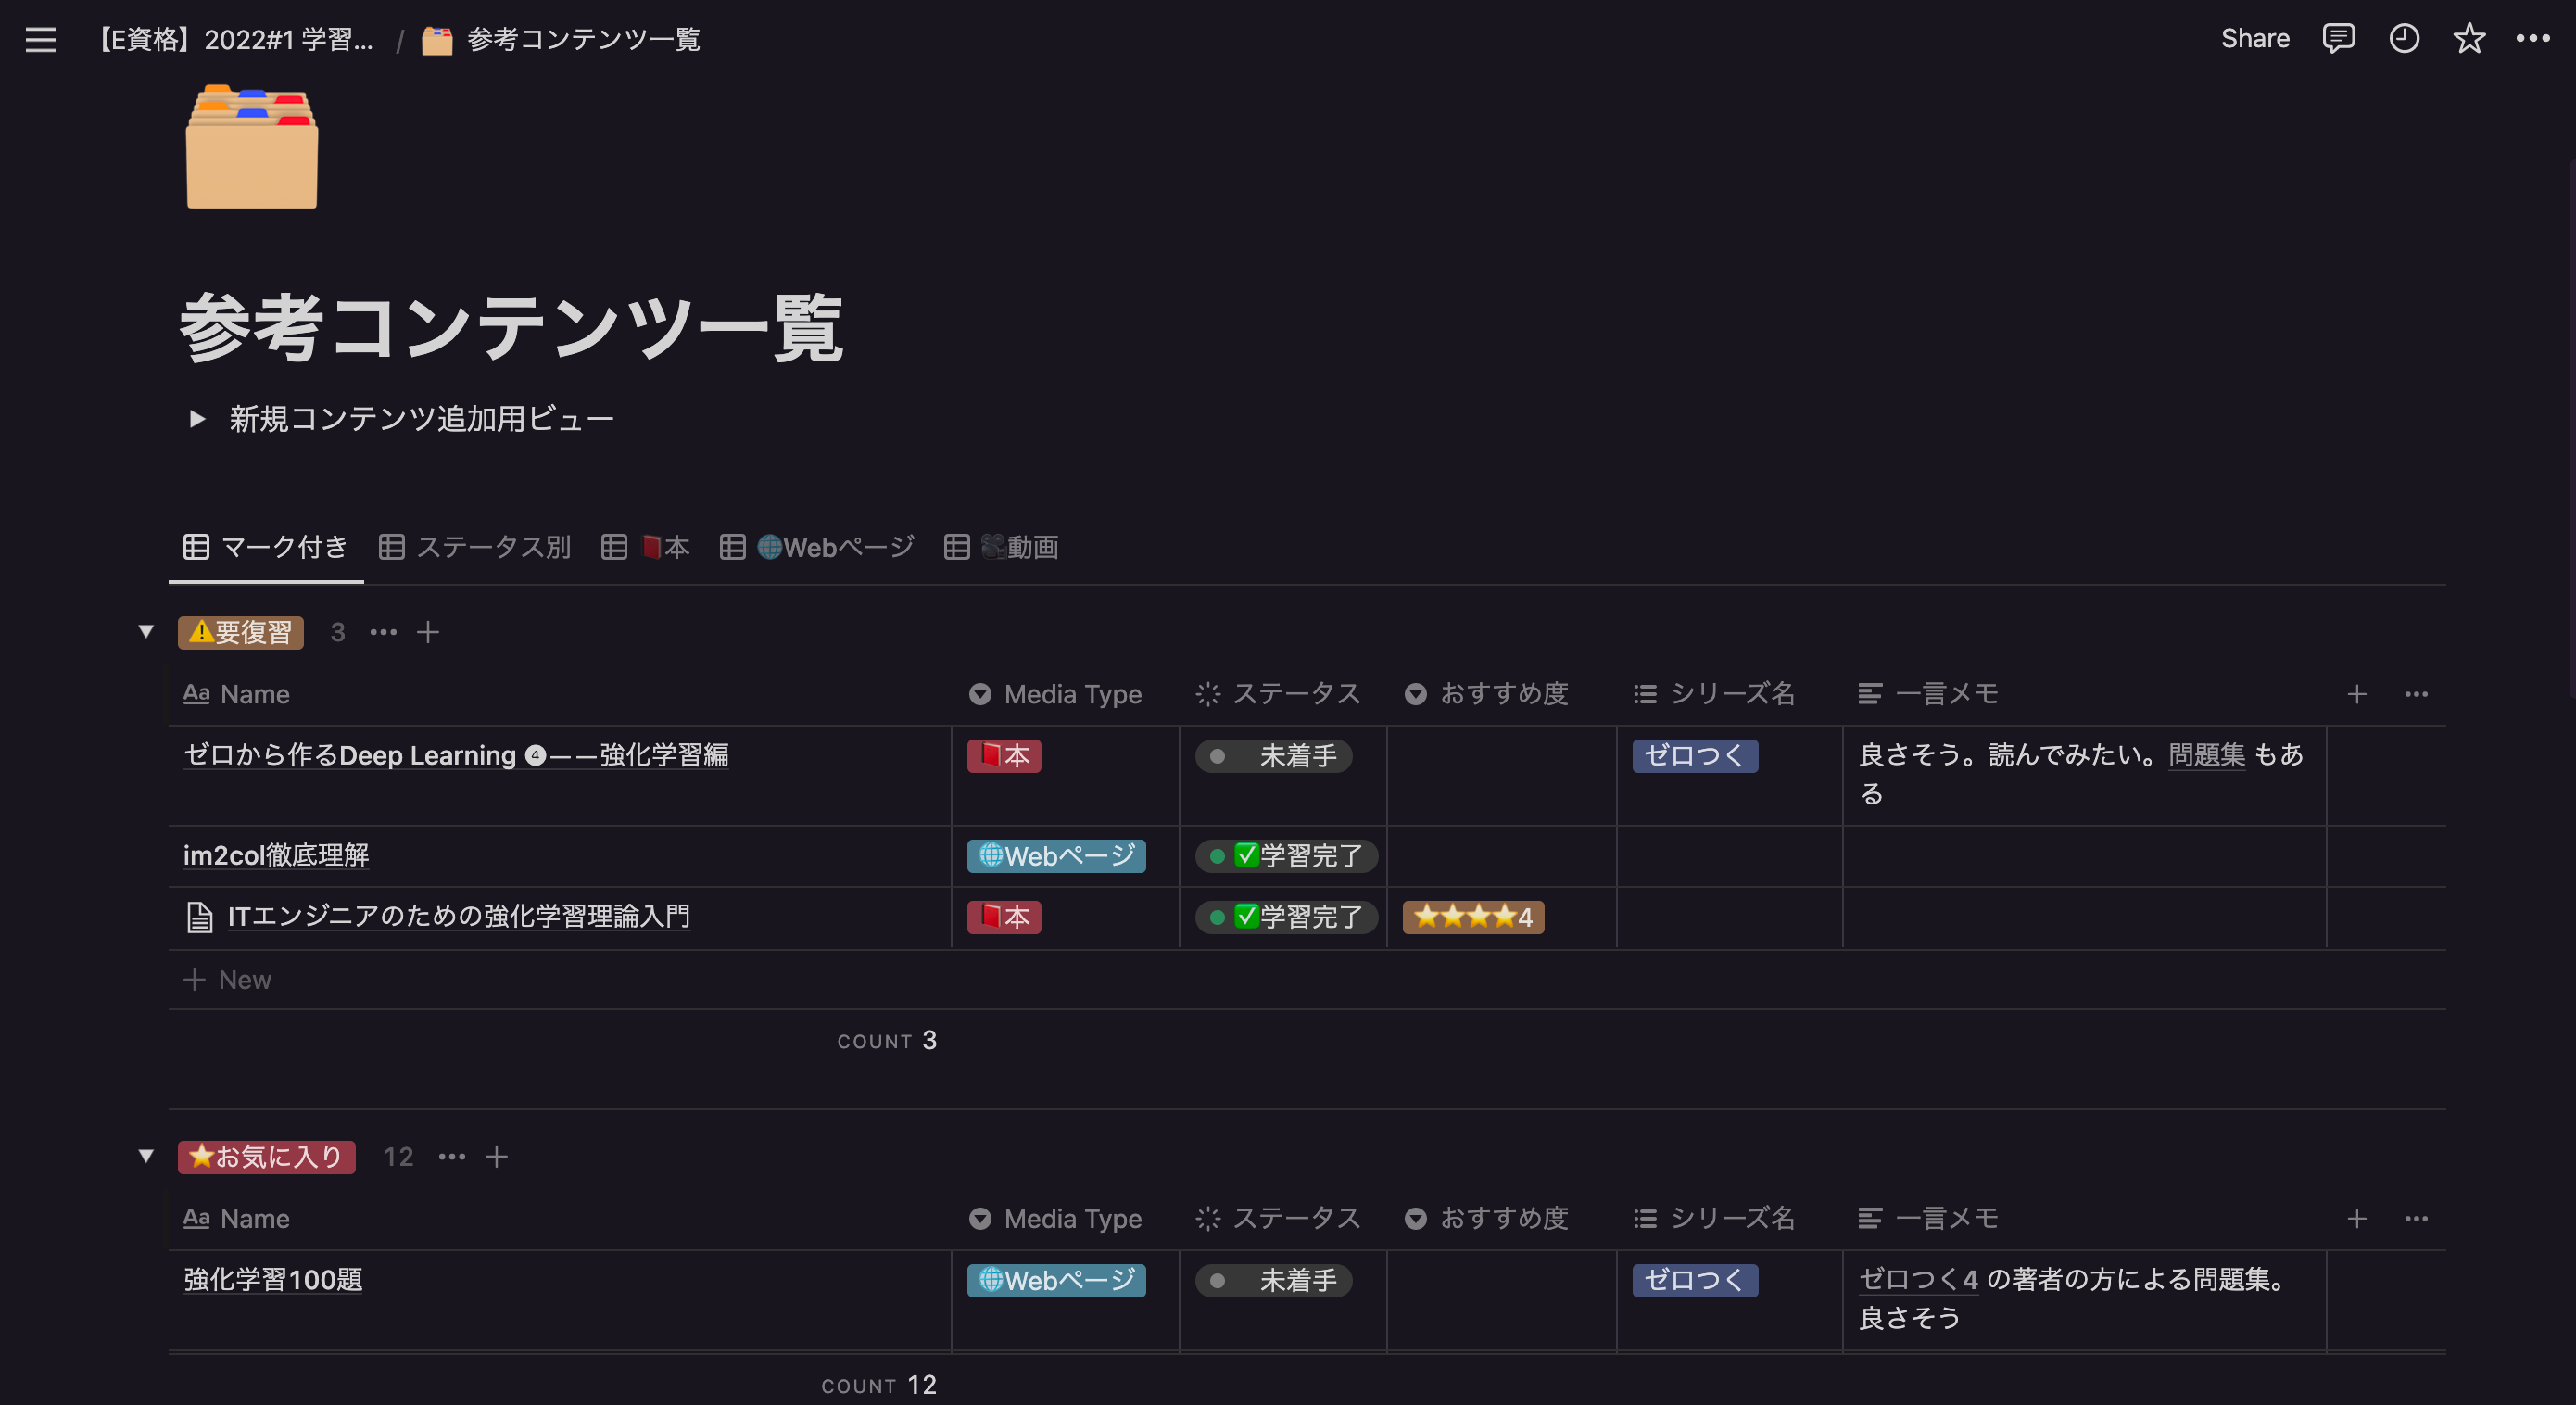 【E資格】2022#1 学習... / 参考コンテンツ一覧
Share
参考コンテンツ一覧
新規コンテンツ追加用ビュー
マーク付き ステータス別 📕本 🌐Webページ 🎥動画
⚠️要復習 3
Aa Name Media Type ステータス おすすめ度 シリーズ名 一言メモ
ゼロから作るDeep Learning ❹――強化学習編 📕本 未着手 ゼロつく 良さそう。読んでみたい。問題集 もあ
る
im2col徹底理解 🌐Webページ ✅学習完了
ITエンジニアのための強化学習理論入門 📕本 ✅学習完了 ⭐⭐⭐⭐4
+ New
COUNT 3
⭐お気に入り 12
Aa Name Media Type ステータス おすすめ度 シリーズ名 一言メモ
強化学習100題 🌐Webページ 未着手 ゼロつく ゼロつく4 の著者の方による問題集。
良さそう
COUNT 12